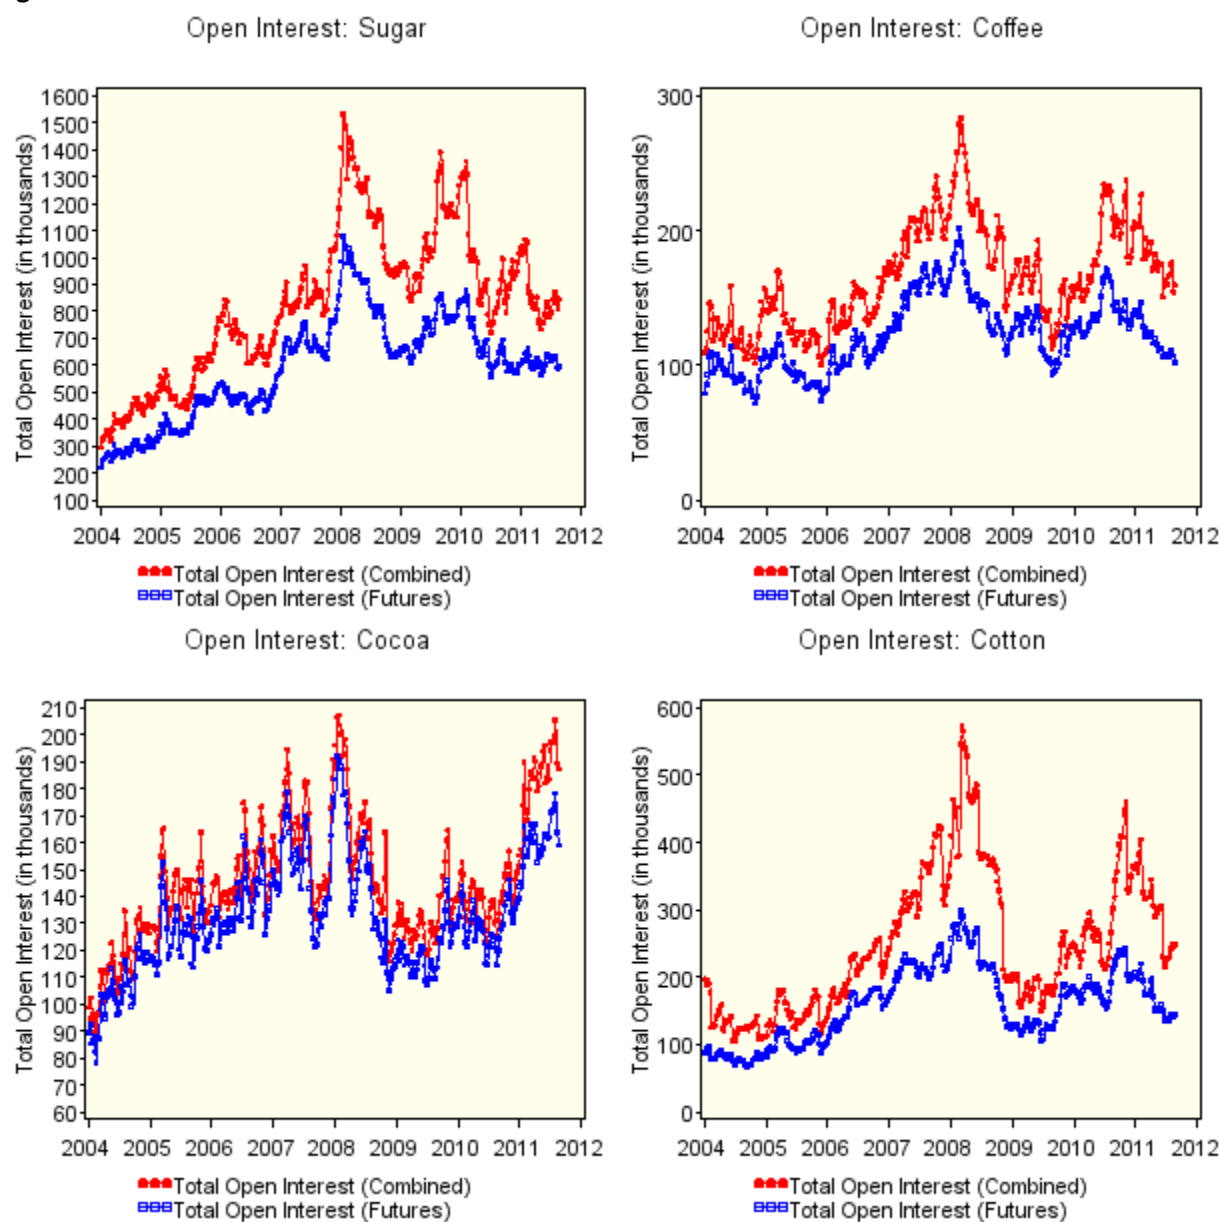 Open Interest: Sugar
Total Open Interest (in thousands)
1600
1500
1400
1300
1200
1100
1000
900
800
700
600
500
400
300
200
100
2004 2005 2006 2007 2008 2009 2010 2012
Total Open Interest (Combined)
Total Open Interest (Futures)
Open Interest: Coffee
Total Open Interest (in thousands)
300
200
100
0
2004 2005 2006 2007 2008 2009 2010 2012
Total Open Interest (Combined)
Total Open Interest (Futures)
Open Interest: Cocoa
Total Open Interest (in thousands)
210
200
190
180
170
160
150
140
130
120
110
100
90
80
70
60
2004 2005 2006 2007 2008 2009 2010 2011 2012
Total Open Interest (Combined)
Total Open Interest (Futures)
Open Interest: Cotton
Total Open Interest (in thousands)
600
500
400
300
200
100
0
2004 2005 2006 2007 2008 2009 2010 2011 2012
Total Open Interest (Combined)
Total Open Interest (Futures)